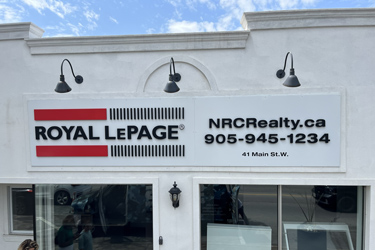 ROYAL LEPAGE®
NRCRealty.ca
905-945-1234
41 Main St.W.